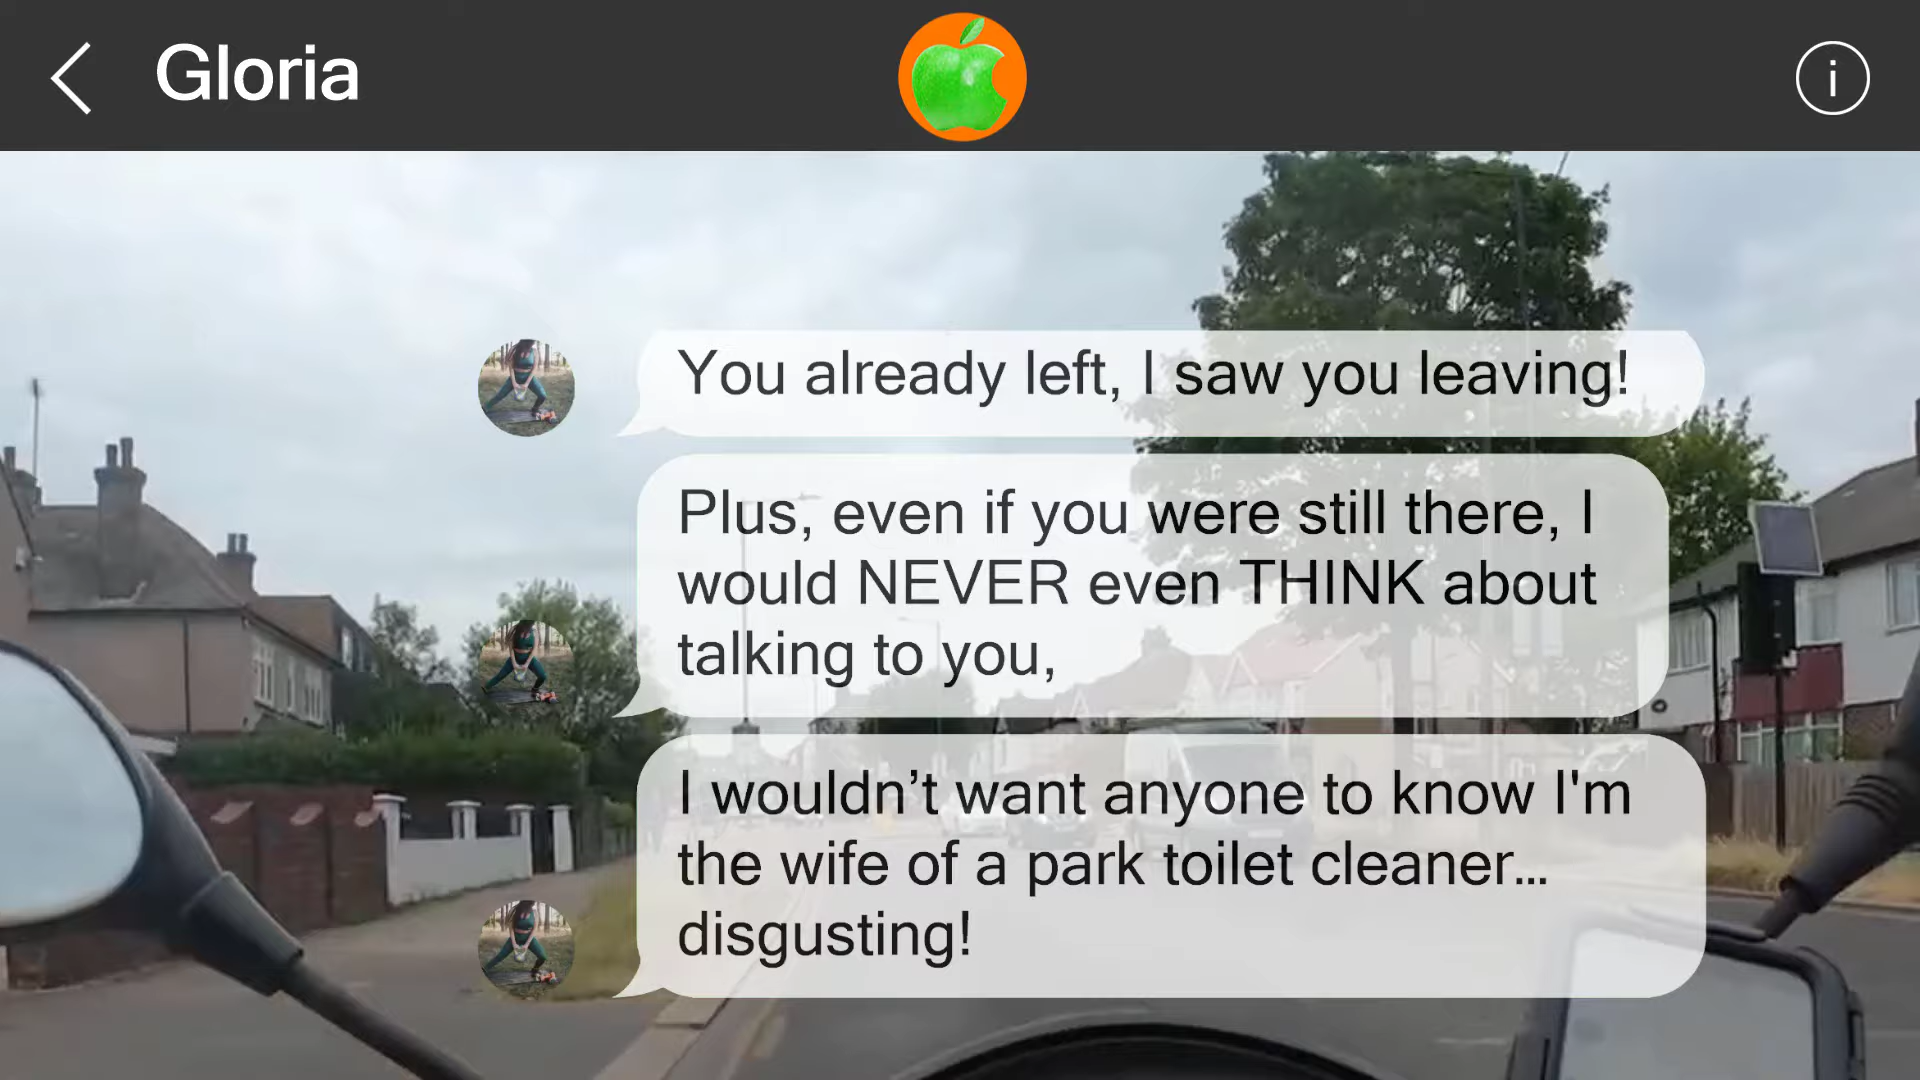 Gloria
i
You already left, I saw you leaving!
Plus, even if you were still there, I
would NEVER even THINK about
talking to you,
I wouldn’t want anyone to know I'm
the wife of a park toilet cleaner...
disgusting!